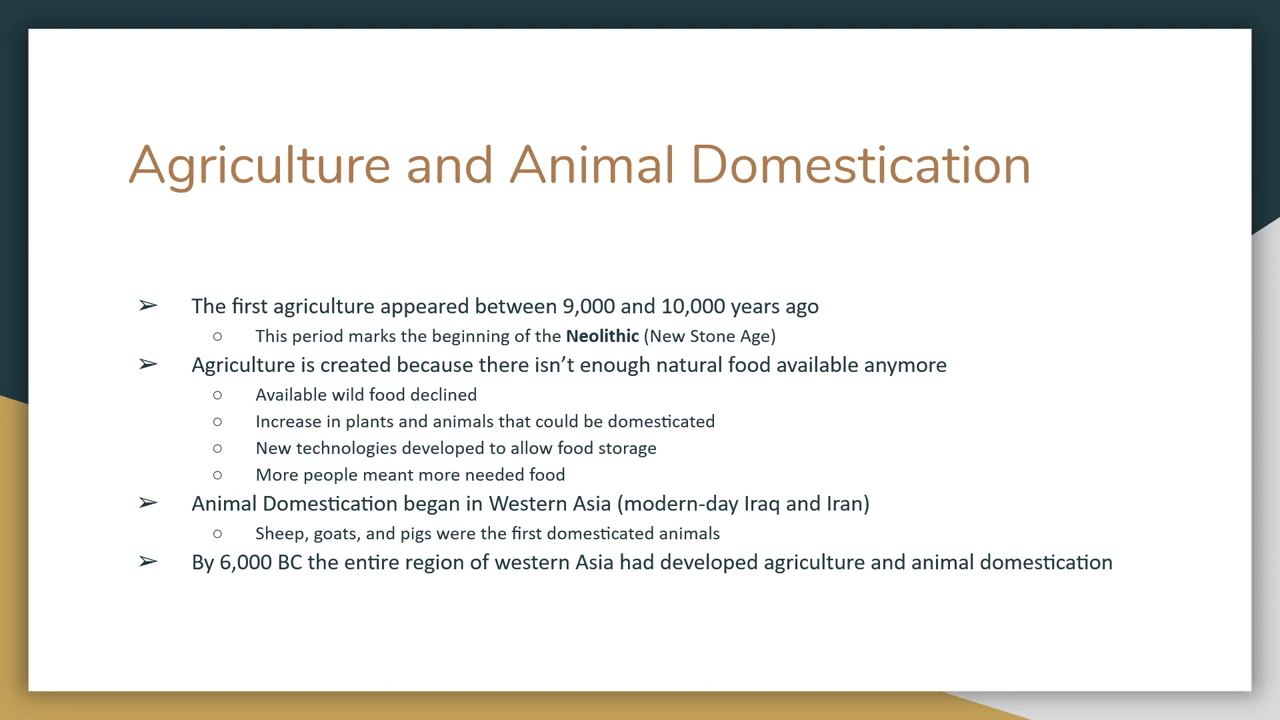 Agriculture and Animal Domestication
➢ The first agriculture appeared between 9,000 and 10,000 years ago
○ This period marks the beginning of the Neolithic (New Stone Age)
➢ Agriculture is created because there isn’t enough natural food available anymore
○ Available wild food declined
○ Increase in plants and animals that could be domesticated
○ New technologies developed to allow food storage
○ More people meant more needed food
➢ Animal Domestication began in Western Asia (modern-day Iraq and Iran)
○ Sheep, goats, and pigs were the first domesticated animals
➢ By 6,000 BC the entire region of western Asia had developed agriculture and animal domestication